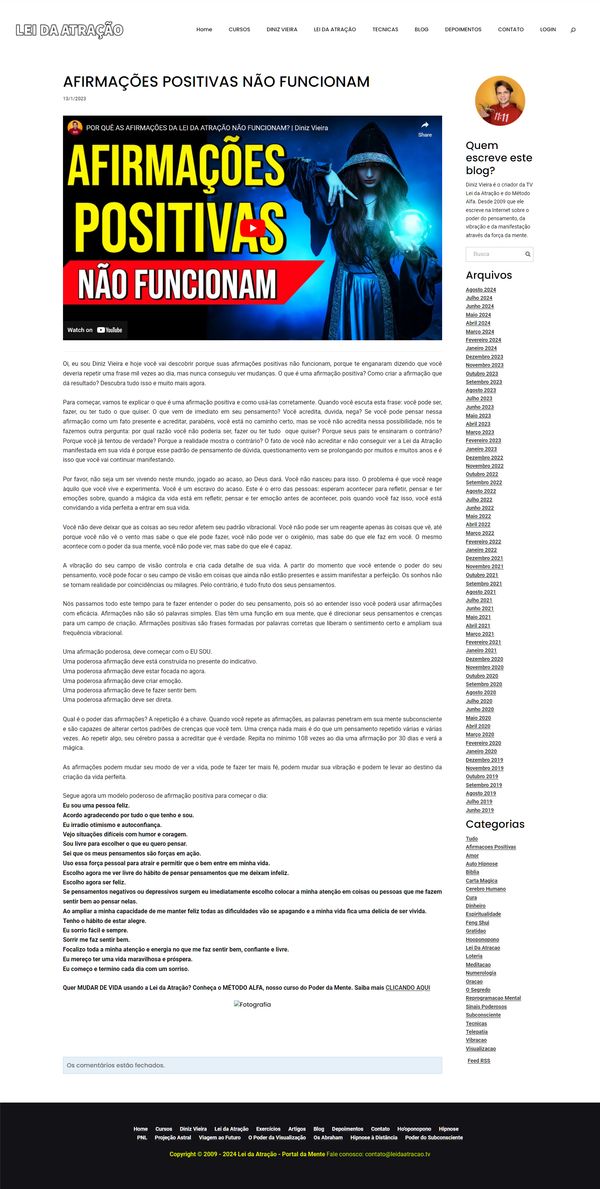 LEI DA ATRAÇÃO
Home CURSOS DINIZ VIEIRA LEI DA ATRAÇÃO TECNICAS BLOG DEPOIMENTOS CONTATO LOGIN
AFIRMAÇÕES POSITIVAS NÃO FUNCIONAM
13/1/2023
POR QUÊ AS AFIRMAÇÕES DA LEI DA ATRAÇÃO NÃO FUNCIONAM? | Diniz Vieira
Share
AFIRMAÇÕES
POSITIVAS
NÃO FUNCIONAM
Watch on YouTube
Oi, eu sou Diniz Vieira e hoje você vai descobrir porque suas afirmações positivas não funcionam, porque te enganaram dizendo que você
deveria repetir uma frase mil vezes ao dia, mas nunca conseguiu ver mudanças. O que é uma afirmação positiva? Como criar a afirmação que
dá resultado? Descubra tudo isso e muito mais agora.
Para começar, vamos te explicar o que é uma afirmação positiva e como usá-las corretamente. Quando você escuta esta frase: você pode ser,
fazer, ou ter tudo o que quiser. O que vem de imediato em seu pensamento? Você acredita, duvida, nega? Se você pode pensar nessa
afirmação como um fato presente e acreditar, parabéns, você está no caminho certo, mas se você não acredita nessa possibilidade, nós te
fazemos outra pergunta: por qual razão você não poderia ser, fazer ou ter tudo oque quiser? Porque seus pais te ensinaram o contrário?
Porque você já tentou de verdade? Porque a realidade mostra o contrário? O fato de você não acreditar e não conseguir ver a Lei da Atração
manifestada em sua vida é porque esse padrão de pensamento de dúvida, questionamento vem se prolongando por muitos e muitos anos e é
isso que você vai continuar manifestando.
Por favor, não seja um ser vivendo neste mundo, jogado ao acaso, ao Deus dará. Você não nasceu para isso. O problema é que você reage
aquilo que você vive e experimenta. Você é um escravo do acaso. Este é o erro das pessoas: esperam acontecer para refletir, pensar e ter
emoções sobre, quando a mágica da vida está em refletir, pensar e ter emoção antes de acontecer, pois quando você faz isso, você está
convidando a vida perfeita a entrar em sua vida.
Você não deve deixar que as coisas ao seu redor afetem seu padrão vibracional. Você não pode ser um reagente apenas às coisas que vê, até
porque você não vê o vento mas sabe o que ele pode fazer, você não pode ver o oxigênio, mas sabe do que ele faz em você. O mesmo
acontece com o poder da sua mente, você não pode ver, mas sabe do que ele é capaz.
A vibração do seu campo de visão controla e cria cada detalhe de sua vida. A partir do momento que você entende o poder do seu
pensamento, você pode focar o seu campo de visão em coisas que ainda não estão presentes e assim manifestar a perfeição. Os sonhos não
se tornam realidade por coincidências ou milagres. Pelo contrário, é tudo fruto dos seus pensamentos.
Nós passamos todo este tempo para te fazer entender o poder do seu pensamento, pois só ao entender isso você poderá usar afirmações
com eficácia. Afirmações não são só palavras simples. Elas têm uma função em sua mente, que é direcionar seus pensamentos e crenças
para um campo de criação. Afirmações positivas são frases formadas por palavras corretas que liberam o sentimento certo e ampliam sua
frequência vibracional.
Uma afirmação poderosa, deve começar com o EU SOU.
Uma poderosa afirmação deve está construída no presente do indicativo.
Uma poderosa afirmação deve estar focada no agora.
Uma poderosa afirmação deve criar emoção.
Uma poderosa afirmação deve te fazer sentir bem.
Uma poderosa afirmação deve ser direta.
Qual é o poder das afirmações? A repetição é a chave. Quando você repete as afirmações, as palavras penetram em sua mente subconsciente
e são capazes de alterar certos padrões de crenças que você tem. Uma crença nada mais é do que um pensamento repetido várias e várias
vezes. Ao repetir algo, seu cérebro passa a acreditar que é verdade. Repita no mínimo 108 vezes ao dia uma afirmação por 30 dias e verá a
mágica.
As afirmações podem mudar seu modo de ver a vida, pode te fazer ter mais fé, podem mudar sua vibração e podem te levar ao destino da
criação da vida perfeita.
Segue agora um modelo poderoso de afirmação positiva para começar o dia:
Eu sou uma pessoa feliz.
Acordo agradecendo por tudo o que tenho e sou.
Eu irradio otimismo e autoconfiança.
Vejo situações difíceis com humor e coragem.
Sou livre para escolher o que eu quero pensar.
Sei que os meus pensamentos são forças em ação.
Uso essa força pessoal para atrair e permitir que o bem entre em minha vida.
Escolho agora me ver livre do hábito de pensar pensamentos que me deixam infeliz.
Escolho agora ser feliz.
Se pensamentos negativos ou depressivos surgem eu imediatamente escolho colocar a minha atenção em coisas ou pessoas que me fazem
sentir bem ao pensar nelas.
Ao ampliar a minha capacidade de me manter feliz todas as dificuldades vão se apagando e a minha vida fica uma delícia de ser vivida.
Tenho o hábito de estar alegre.
Eu sorrio fácil e sempre.
Sorrir me faz sentir bem.
Focalizo toda a minha atenção e energia no que me faz sentir bem, confiante e livre.
Eu mereço ter uma vida maravilhosa e próspera.
Eu começo e termino cada dia com um sorriso.
Quer MUDAR DE VIDA usando a Lei da Atração? Conheça o MÉTODO ALFA, nosso curso do Poder da Mente. Saiba mais CLICANDO AQUI
Fotografia
Os comentários estão fechados.
11:11
Quem
escreve este
blog?
Diniz Vieira é o criador da TV
Lei da Atração e do Método
Alfa. Desde 2009 que ele
escreve na Internet sobre o
poder do pensamento, da
vibração e da manifestação
através da força da mente.
Busca
Arquivos
Agosto 2024
Julho 2024
Junho 2024
Maio 2024
Abril 2024
Março 2024
Fevereiro 2024
Janeiro 2024
Dezembro 2023
Novembro 2023
Outubro 2023
Setembro 2023
Agosto 2023
Julho 2023
Junho 2023
Maio 2023
Abril 2023
Março 2023
Fevereiro 2023
Janeiro 2023
Dezembro 2022
Novembro 2022
Outubro 2022
Setembro 2022
Agosto 2022
Julho 2022
Junho 2022
Maio 2022
Abril 2022
Março 2022
Fevereiro 2022
Janeiro 2022
Dezembro 2021
Novembro 2021
Outubro 2021
Setembro 2021
Agosto 2021
Julho 2021
Junho 2021
Maio 2021
Abril 2021
Março 2021
Fevereiro 2021
Janeiro 2021
Dezembro 2020
Novembro 2020
Outubro 2020
Setembro 2020
Agosto 2020
Julho 2020
Junho 2020
Maio 2020
Abril 2020
Março 2020
Fevereiro 2020
Janeiro 2020
Dezembro 2019
Novembro 2019
Outubro 2019
Setembro 2019
Agosto 2019
Julho 2019
Junho 2019
Categorias
Tudo
Afirmacoes Positivas
Amor
Auto Hipnose
Biblia
Carta Magica
Cerebro Humano
Cura
Dinheiro
Espiritualidade
Feng Shui
Gratidao
Hooponopono
Lei Da Atracao
Loteria
Meditacao
Numerologia
Oracao
O Segredo
Reprogramacao Mental
Sinais Poderosos
Subconsciente
Tecnicas
Telepatia
Vibracao
Visualizacao
Feed RSS
Home Cursos Diniz Vieira Lei da Atração Exercícios Artigos Blog Depoimentos Contato Ho'oponopono Hipnose
PNL Projeção Astral Viagem ao Futuro O Poder da Visualização Os Abraham Hipnose à Distância Poder do Subconsciente
Copyright © 2009 - 2024 Lei da Atração - Portal da Mente Fale conosco: contato@leidaatracao.tv